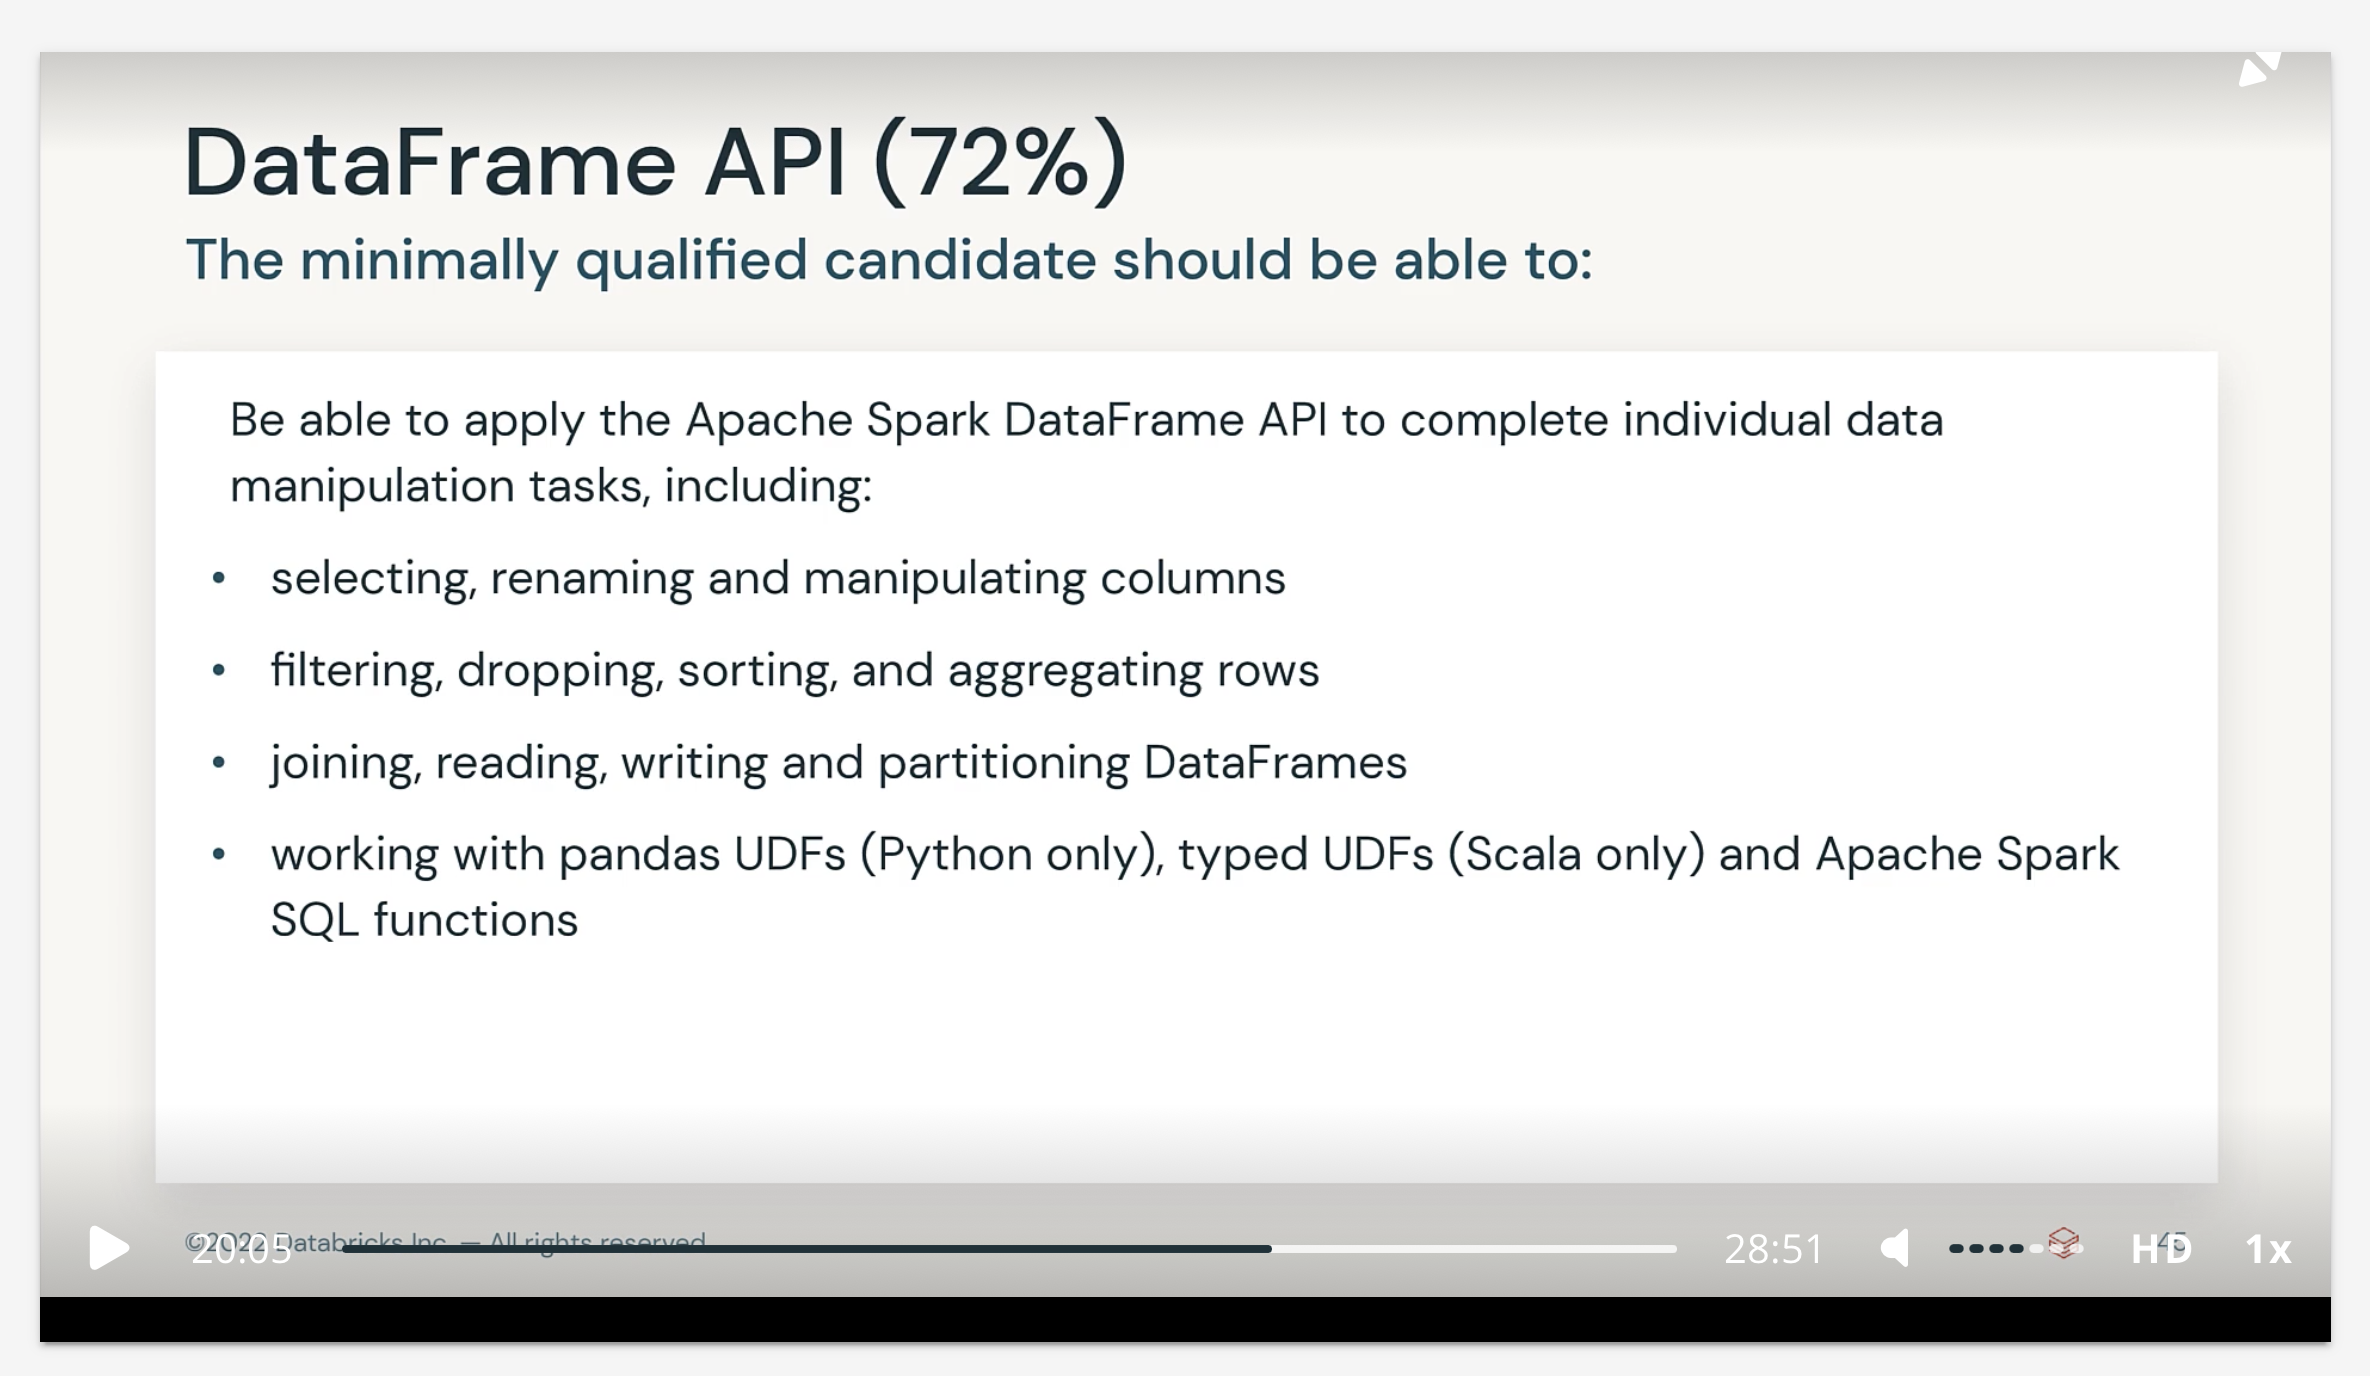 DataFrame API (72%)
The minimally qualified candidate should be able to:
Be able to apply the Apache Spark DataFrame API to complete individual data
manipulation tasks, including:
• selecting, renaming and manipulating columns
• filtering, dropping, sorting, and aggregating rows
• joining, reading, writing and partitioning DataFrames
• working with pandas UDFs (Python only), typed UDFs (Scala only) and Apache Spark
SQL functions
©2022 Databricks Inc. — All rights reserved
20:05
28:51
HD
45
1x